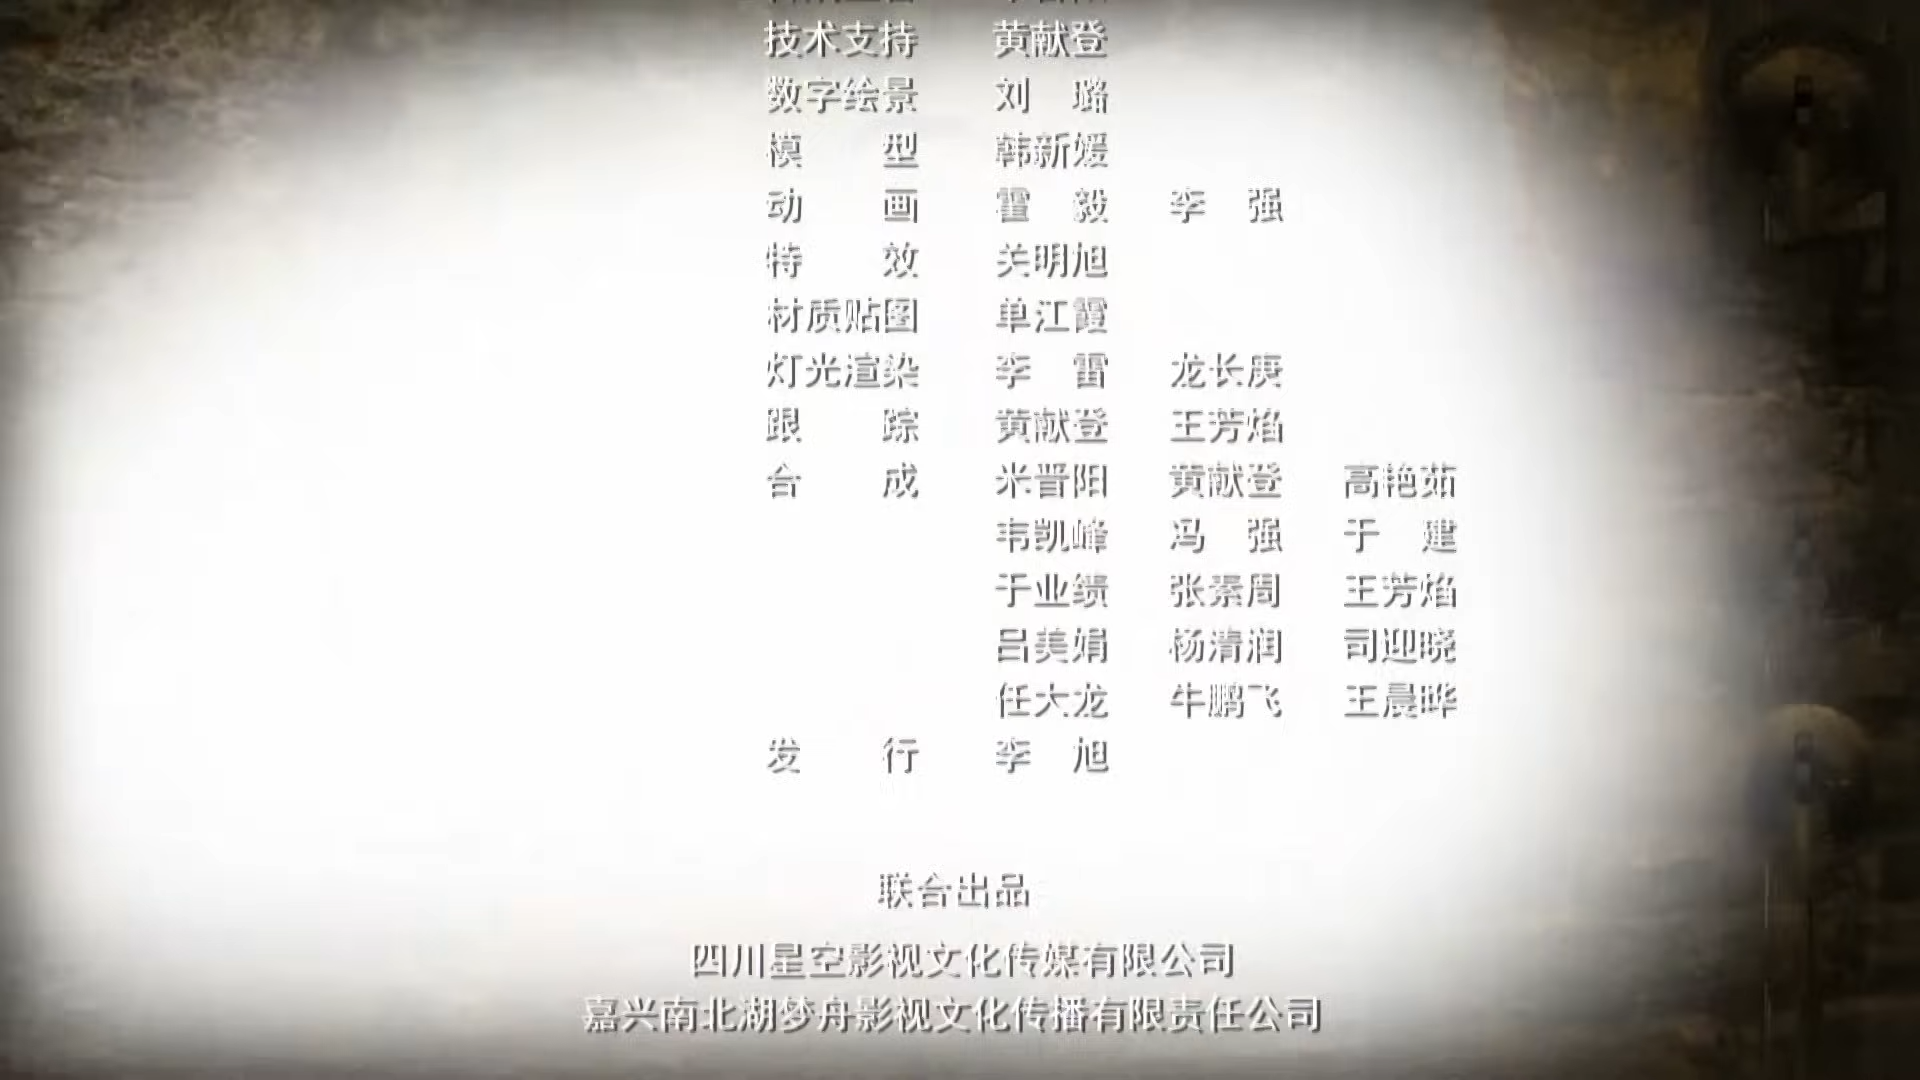 技术支持 黄献登
数字绘景 刘 璐
模 型 韩新媛
动 画 霍 毅 李 强
特 效 关明旭
材质贴图 单江霞
灯光渲染 李 雷 龙长庚
跟 踪 黄献登 王芳焰
合 成 米晋阳 黄献登 高艳茹
韦凯峰 冯 强 于 建
于业绩 张素周 王芳焰
吕美娟 杨清润 司迎晓
任大龙 牛鹏飞 王晨晔
发 行 李 旭
联合出品
四川星空影视文化传媒有限公司
嘉兴南北湖梦舟影视文化传播有限责任公司